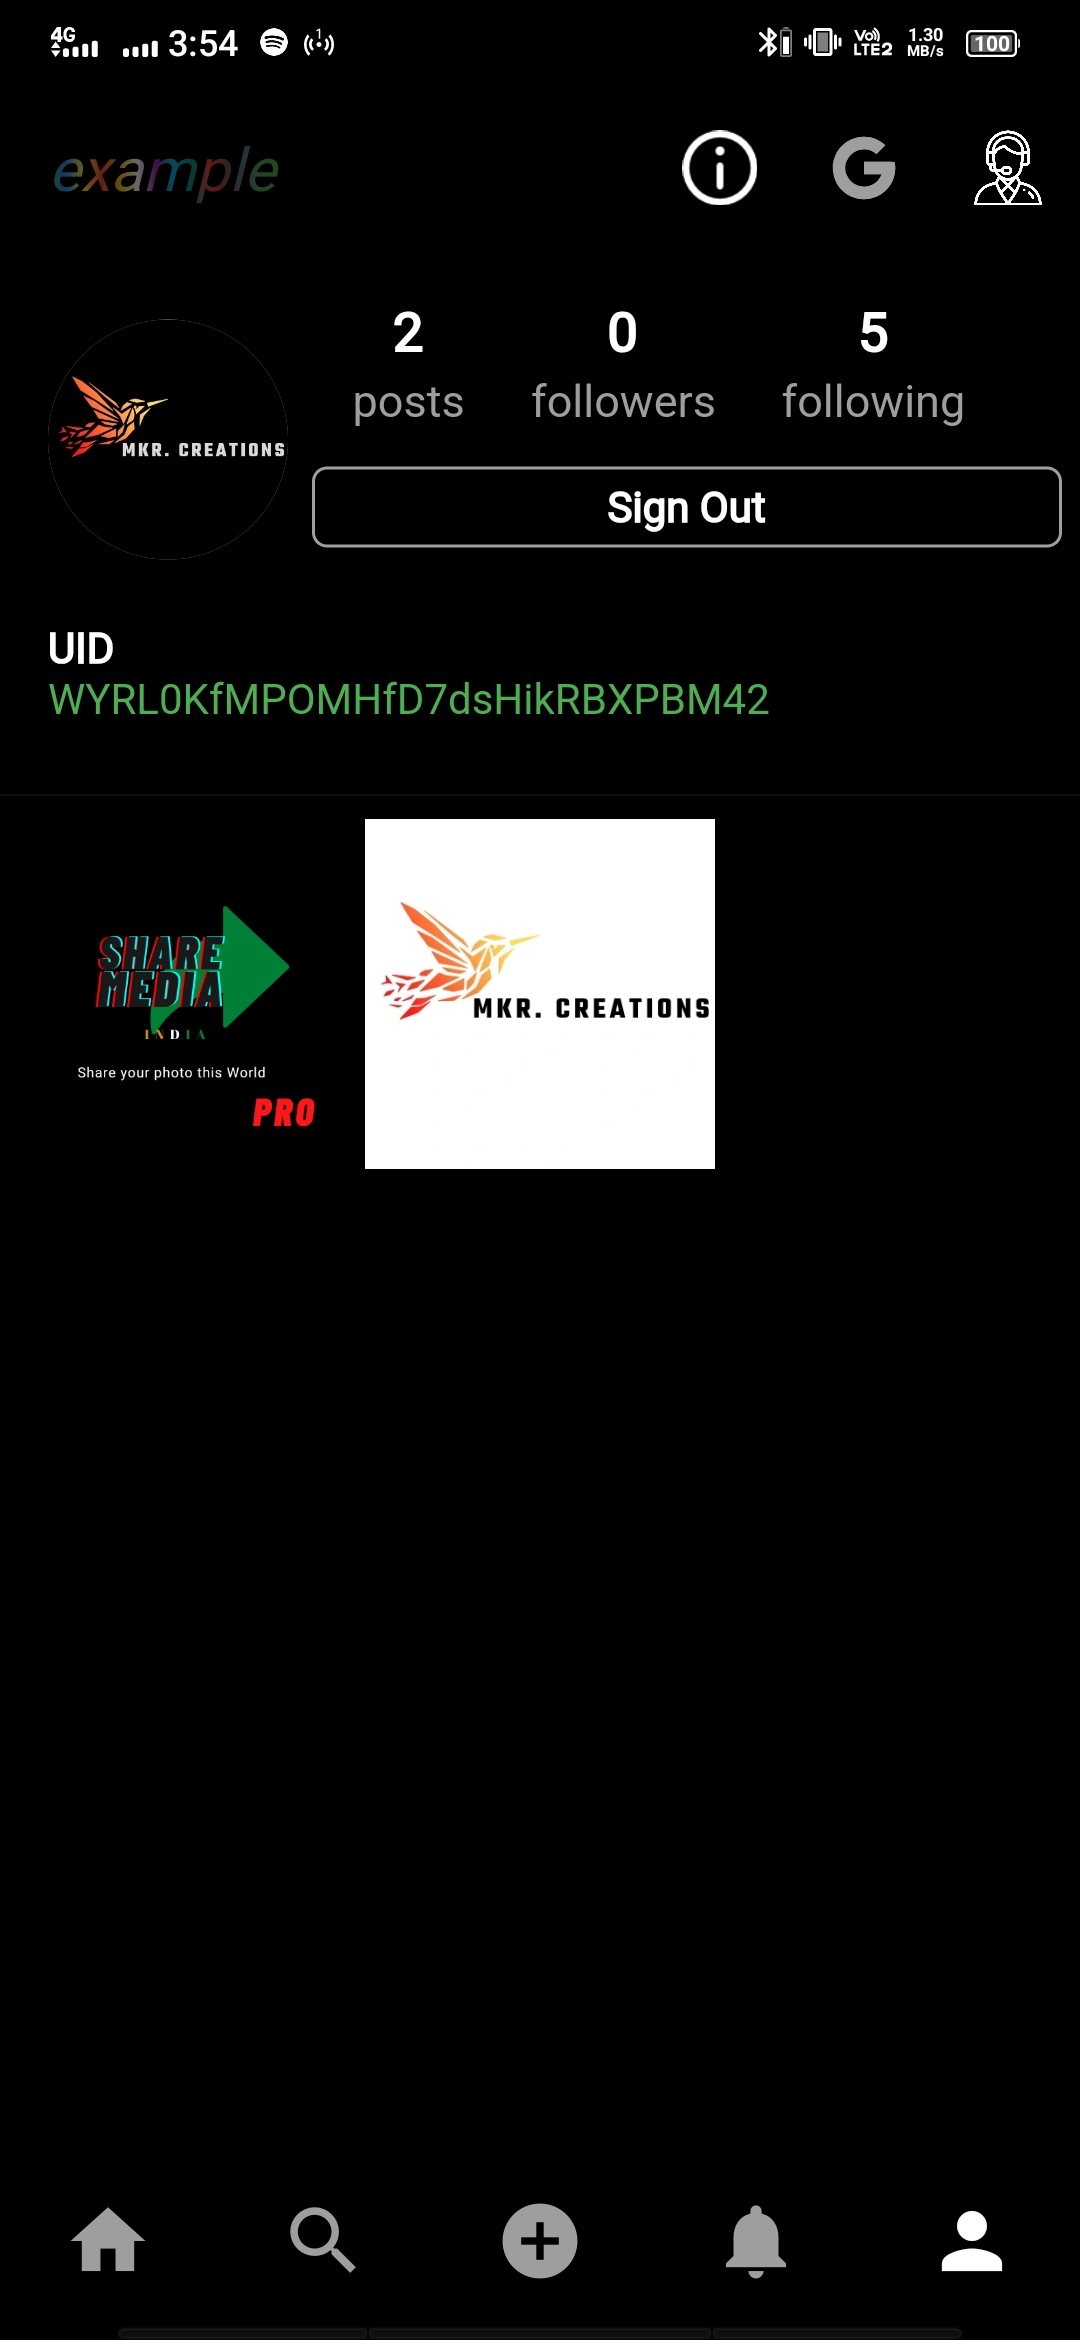 4G 3:54 1 Vo)) LTE2 1.30 MB/s 100
example
2 0 5
posts followers following
MKR. CREATIONS
Sign Out
UID
WYRL0KfMPOMHfD7dsHikRBXPBM42
SHARE
MEDIA
INDIA
Share your photo this World
PRO
MKR. CREATIONS